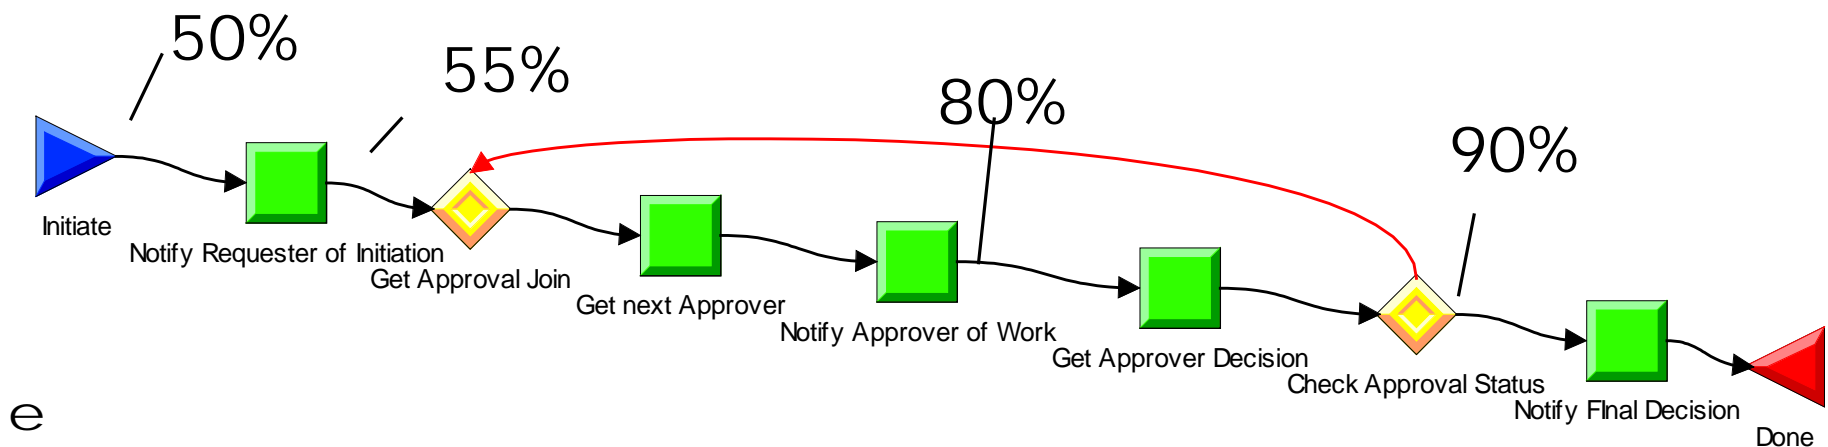 50%
55%
80%
90%
Initiate
Notify Requester of Initiation
Get Approval Join
Get next Approver
Notify Approver of Work
Get Approver Decision
Check Approval Status
Notify FInal Decision
Done
e